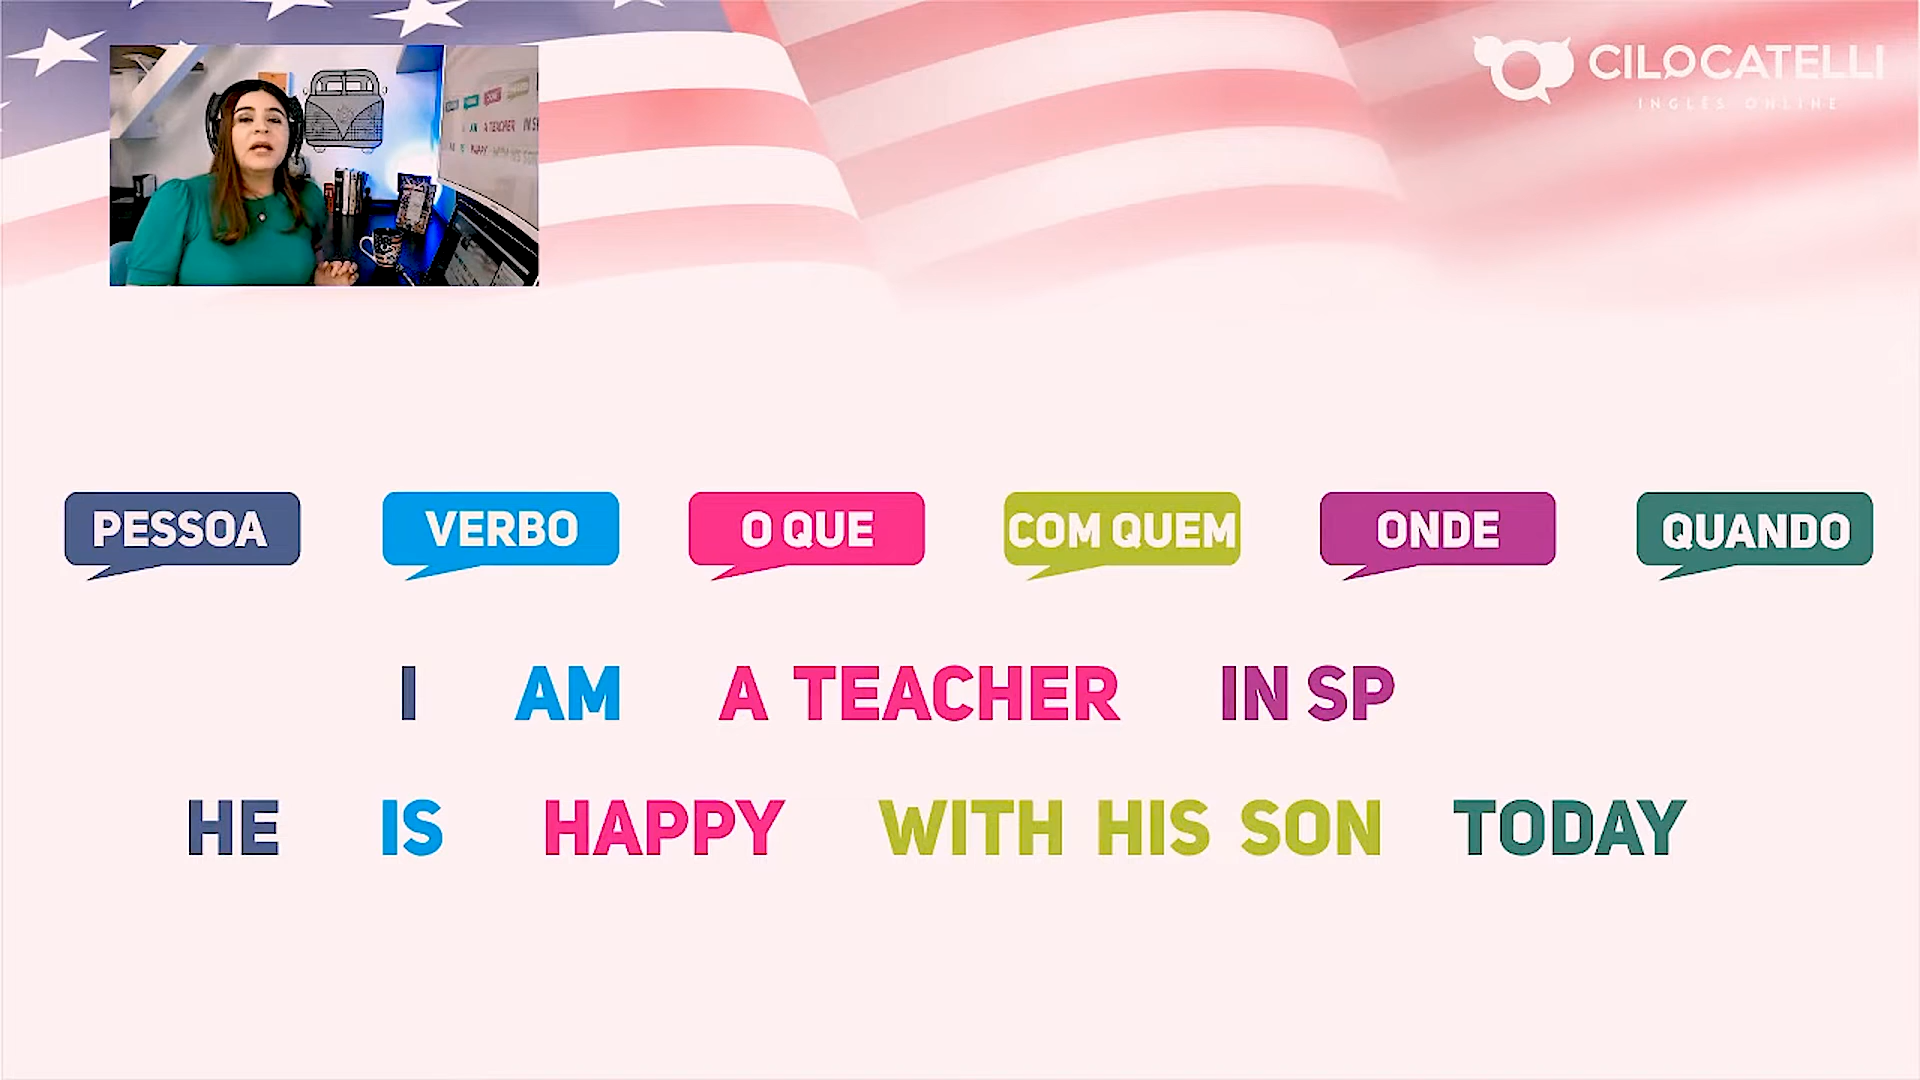 CILOCATELLI
INGLÊS ONLINE
PESSOA VERBO O QUE COM QUEM ONDE QUANDO
I AM A TEACHER IN SP
HE IS HAPPY WITH HIS SON TODAY